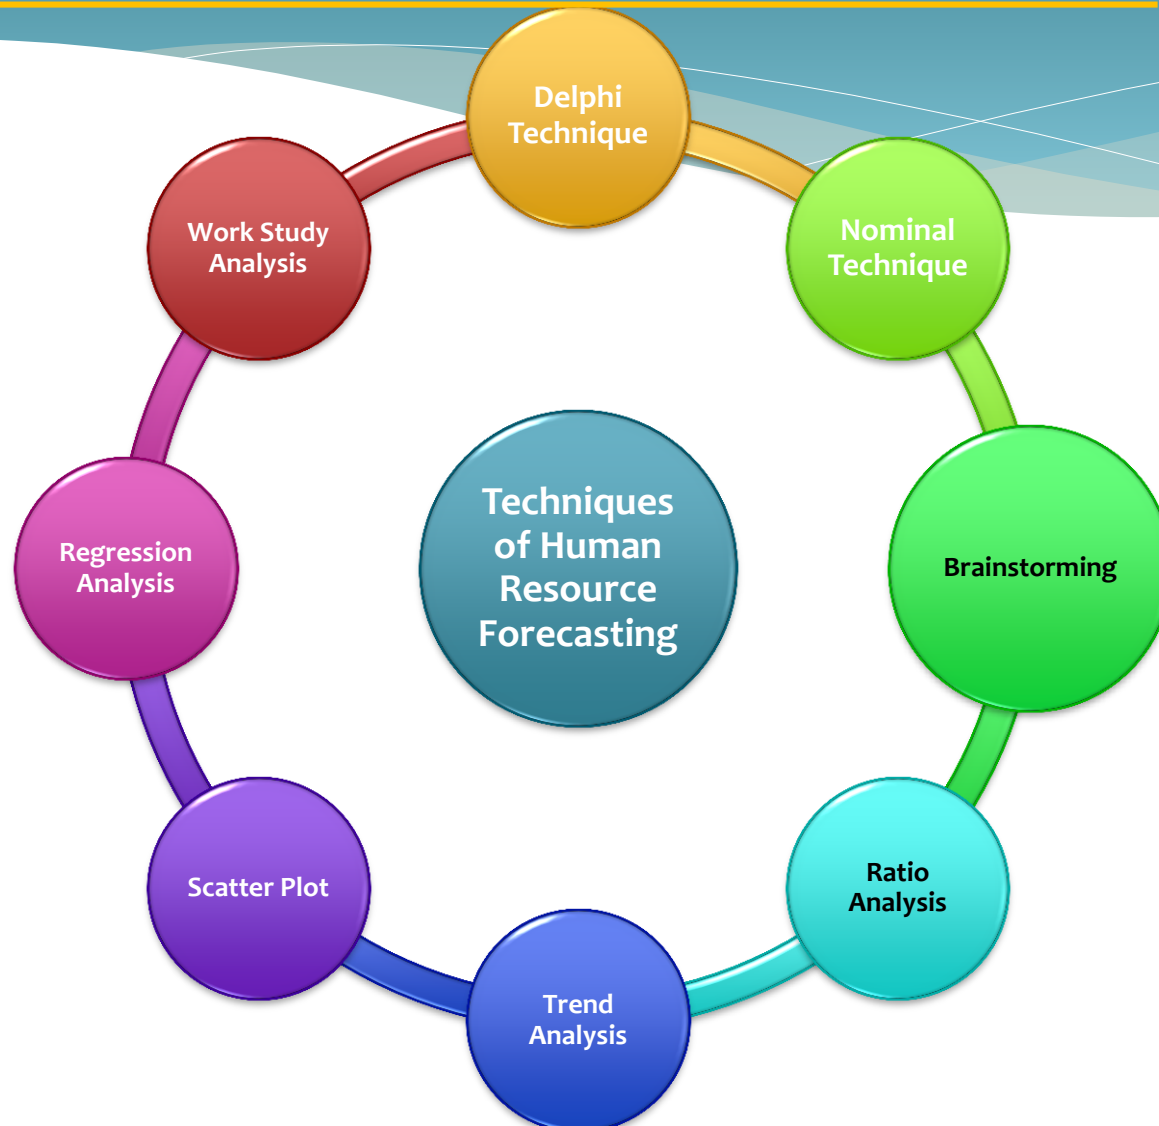 Delphi
Technique
Nominal
Technique
Brainstorming
Ratio
Analysis
Trend
Analysis
Scatter Plot
Regression
Analysis
Work Study
Analysis
Techniques
of Human
Resource
Forecasting